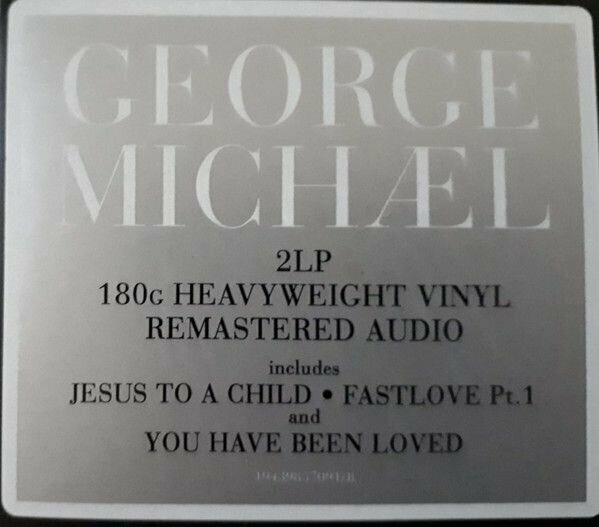 GEORGE
MICHÆL
2LP
180G HEAVYWEIGHT VINYL
REMASTERED AUDIO
includes
JESUS TO A CHILD • FASTLOVE Pt.1
and
YOU HAVE BEEN LOVED